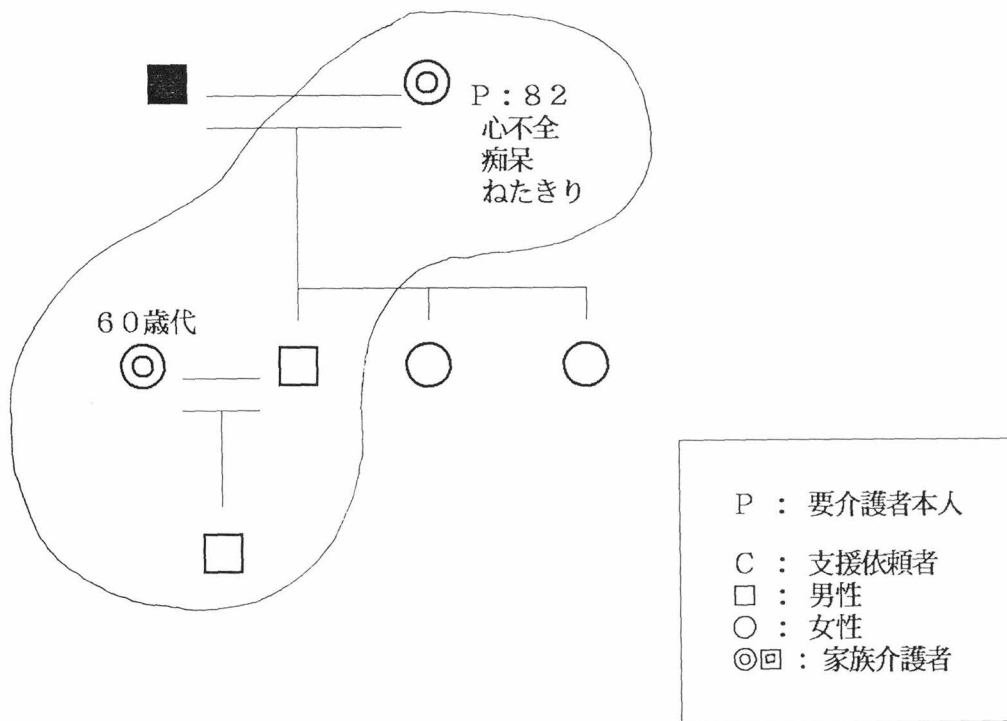 P：82
心不全
痴呆
ねたきり
60歳代
P ： 要介護者本人
C ： 支援依頼者
□ ： 男性
○ ： 女性
◎回 ： 家族介護者